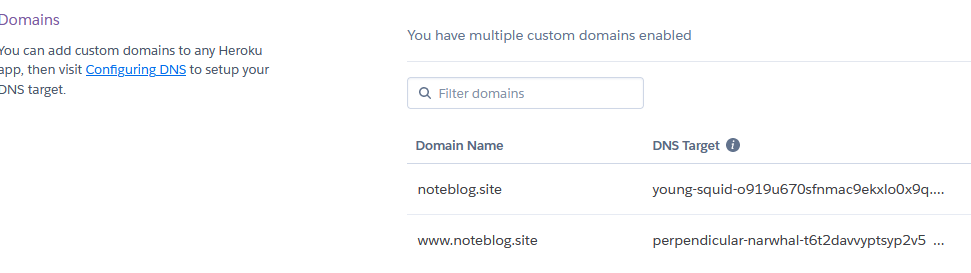 Domains
You can add custom domains to any Heroku
app, then visit Configuring DNS to setup your
DNS target.
You have multiple custom domains enabled
Filter domains
Domain Name DNS Target i
noteblog.site young-squid-o919u670sfnmac9ekxlo0x9q....
www.noteblog.site perpendicular-narwhal-t6t2davvyptsyp2v5 ...